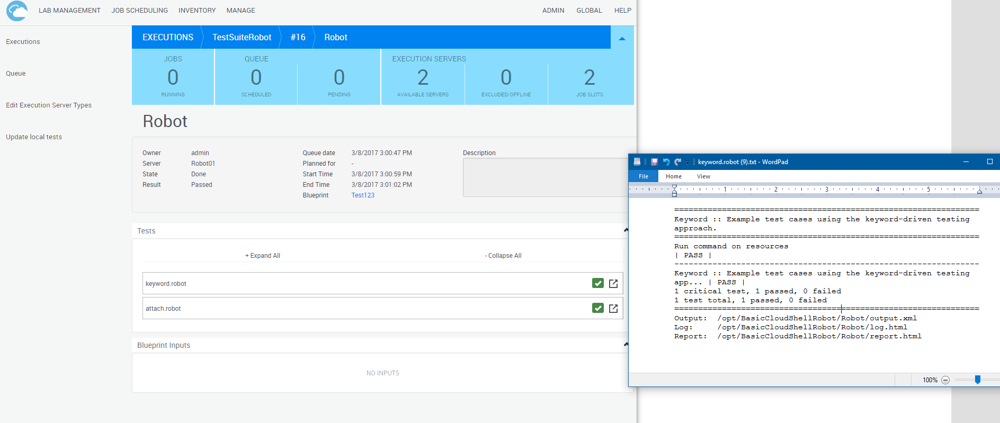 LAB MANAGEMENT JOB SCHEDULING INVENTORY MANAGE ADMIN GLOBAL HELP
Executions
Queue
Edit Execution Server Types
Update local tests
EXECUTIONS TestSuiteRobot #16 Robot
JOBS QUEUE EXECUTION SERVERS
0 0 0 2 0 2
RUNNING SCHEDULED PENDING AVAILABLE SERVERS EXCLUDED/OFFLINE JOB SLOTS
Robot
Owner admin Queue date 3/8/2017 3:00:47 PM Description
Server Robot01 Planned for -
State Done Start Time 3/8/2017 3:00:59 PM
Result Passed End Time 3/8/2017 3:01:02 PM
Blueprint Test123
Tests
+ Expand All - Collapse All
keyword.robot
attach.robot
Blueprint Inputs
NO INPUTS
keyword.robot (9).txt - WordPad
File Home View
1 2 3 4 5
================================================================
Keyword :: Example test cases using the keyword-driven testing
approach.
================================================================
Run command on resources
| PASS |
----------------------------------------------------------------
Keyword :: Example test cases using the keyword-driven testing
app... | PASS |
1 critical test, 1 passed, 0 failed
1 test total, 1 passed, 0 failed
================================================================
Output: /opt/BasicCloudShellRobot/Robot/output.xml
Log: /opt/BasicCloudShellRobot/Robot/log.html
Report: /opt/BasicCloudShellRobot/Robot/report.html
100%